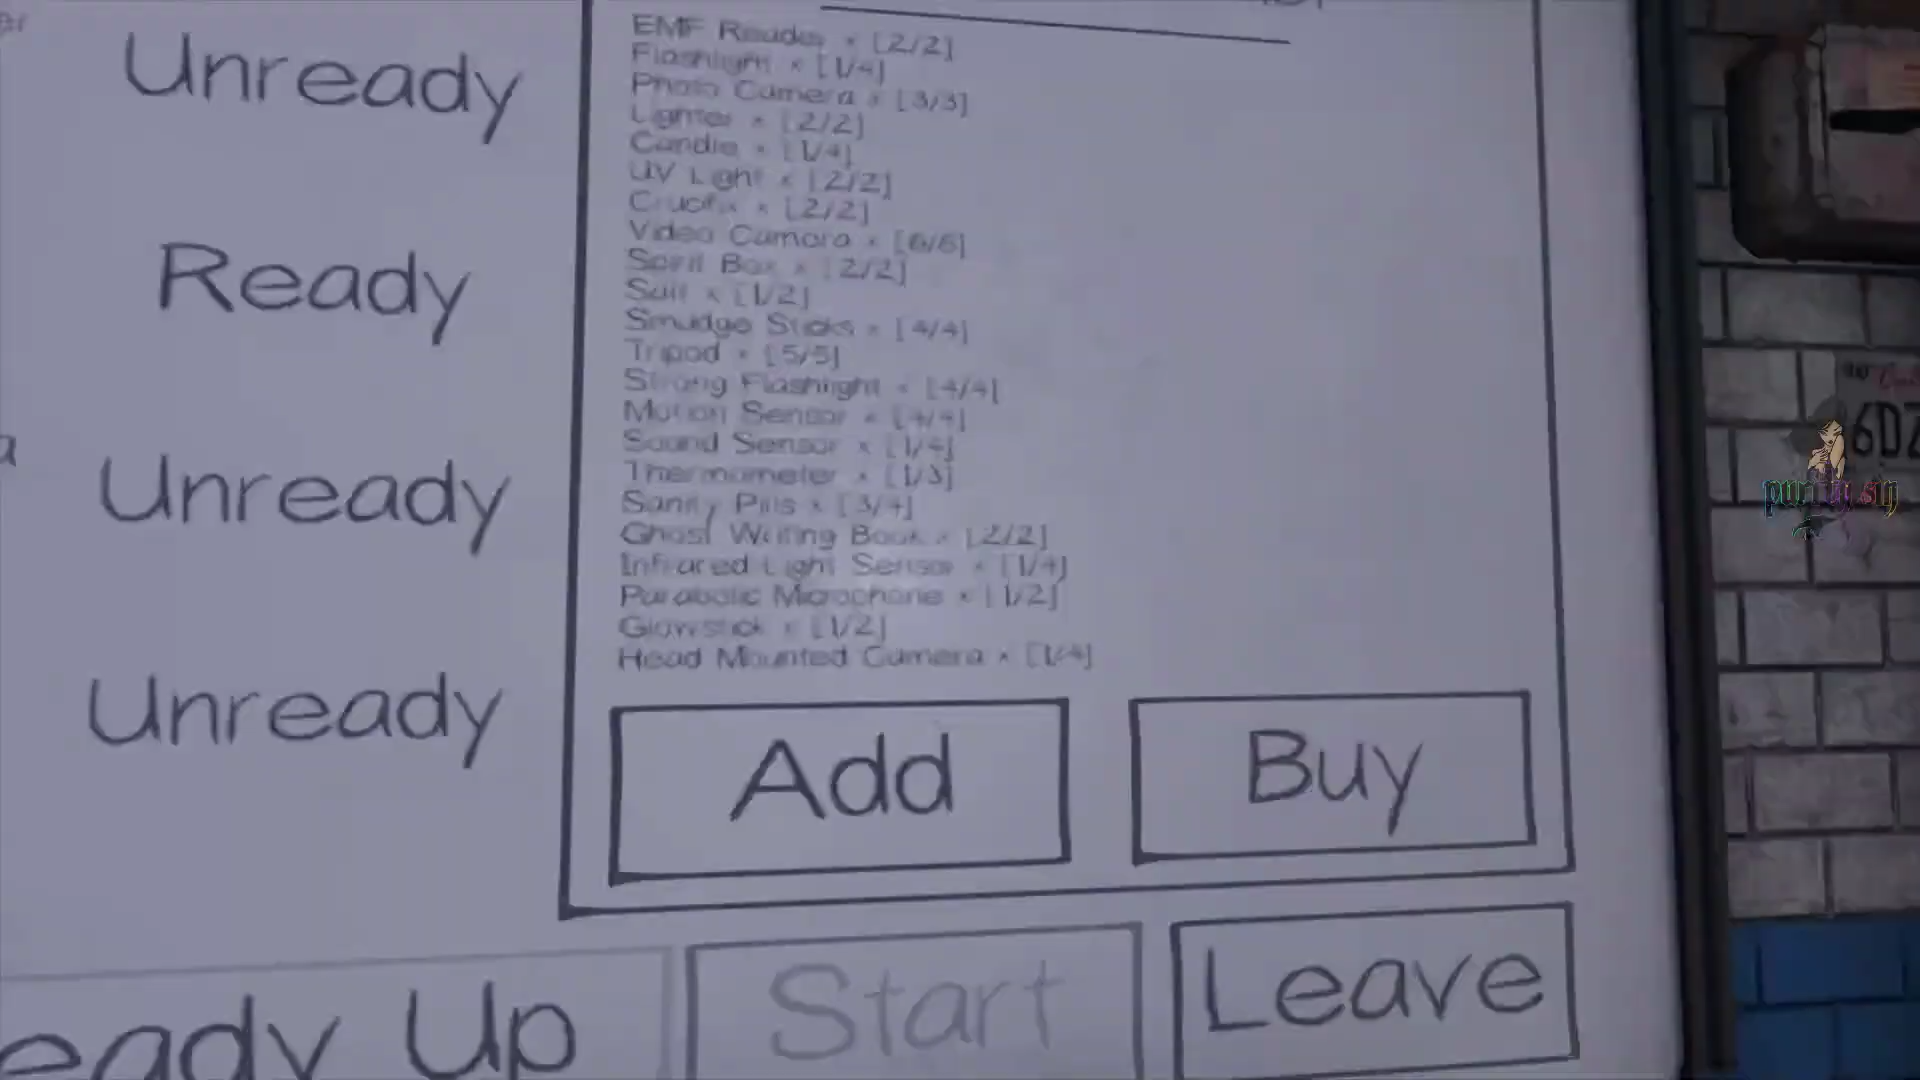 Unready
Ready
Unready
Unready
EMF Reader x [2/2]
Flashlight x [1/4]
Photo Camera x [3/3]
Lighter x [2/2]
Candle x [1/4]
UV Light x [2/2]
Crucifix x [2/2]
Video Camera x [6/6]
Spirit Box x [2/2]
Salt x [1/2]
Smudge Sticks x [4/4]
Tripod x [5/5]
Strong Flashlight x [4/4]
Motion Sensor x [4/4]
Sound Sensor x [1/4]
Thermometer x [1/3]
Sanity Pills x [3/4]
Ghost Writing Book x [2/2]
Infrared Light Sensor x [1/4]
Parabolic Microphone x [1/2]
Glowstick x [1/2]
Head Mounted Camera x [1/4]
Add
Buy
eady Up
Start
Leave
6DZ